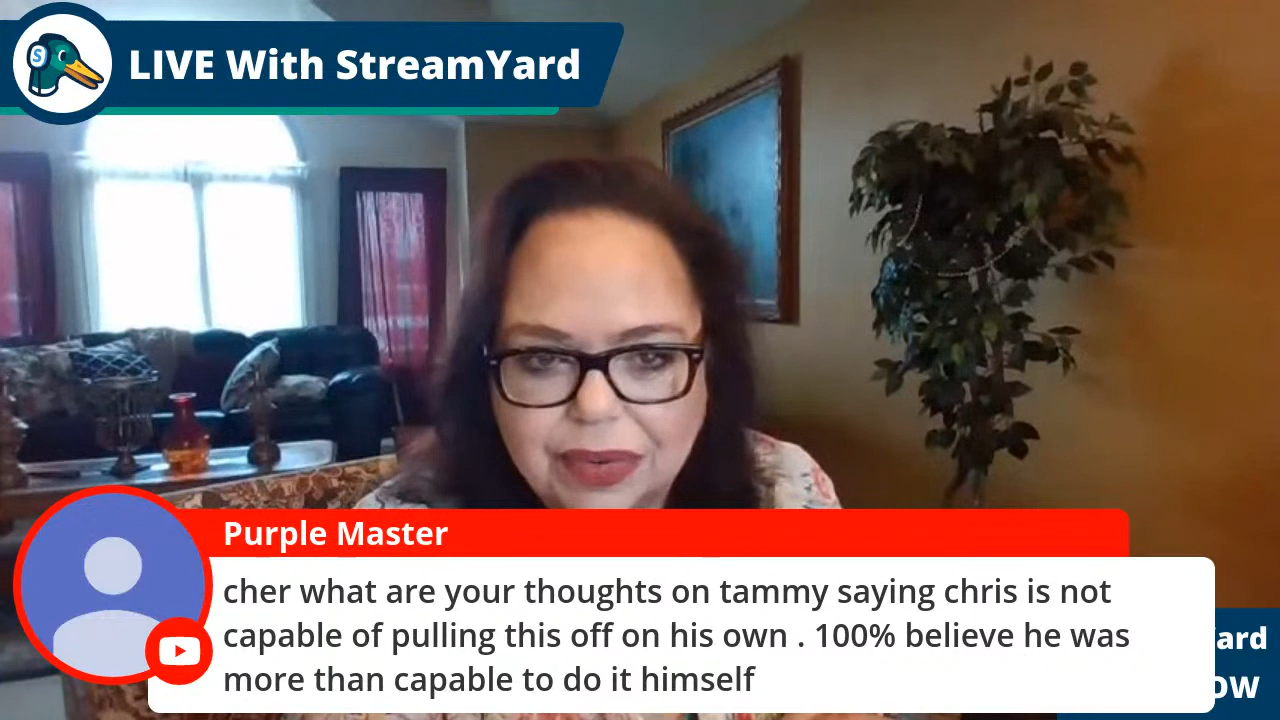 S
LIVE With StreamYard
Purple Master
cher what are your thoughts on tammy saying chris is not
capable of pulling this off on his own . 100% believe he was
more than capable to do it himself